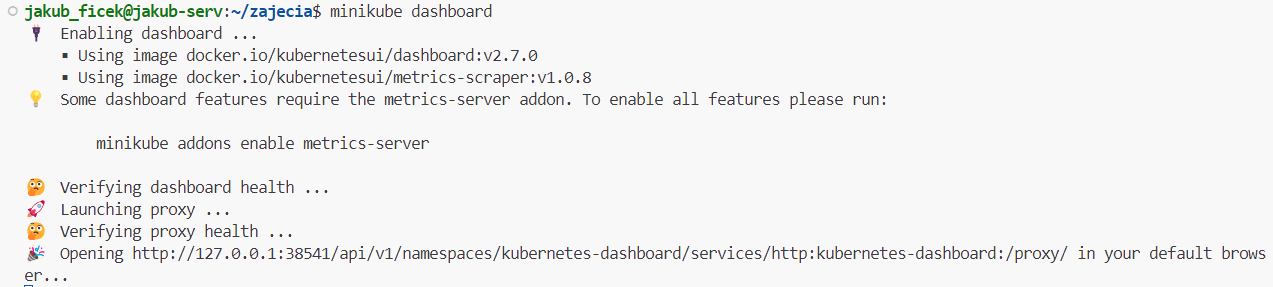 jakub_ficek@jakub-serv:~/zajecia$ minikube dashboard
🔌 Enabling dashboard ...
▪ Using image docker.io/kubernetesui/dashboard:v2.7.0
▪ Using image docker.io/kubernetesui/metrics-scraper:v1.0.8
💡 Some dashboard features require the metrics-server addon. To enable all features please run:
minikube addons enable metrics-server
🤔 Verifying dashboard health ...
🚀 Launching proxy ...
🤔 Verifying proxy health ...
🎉 Opening http://127.0.0.1:38541/api/v1/namespaces/kubernetes-dashboard/services/http:kubernetes-dashboard:/proxy/ in your default brows
er...